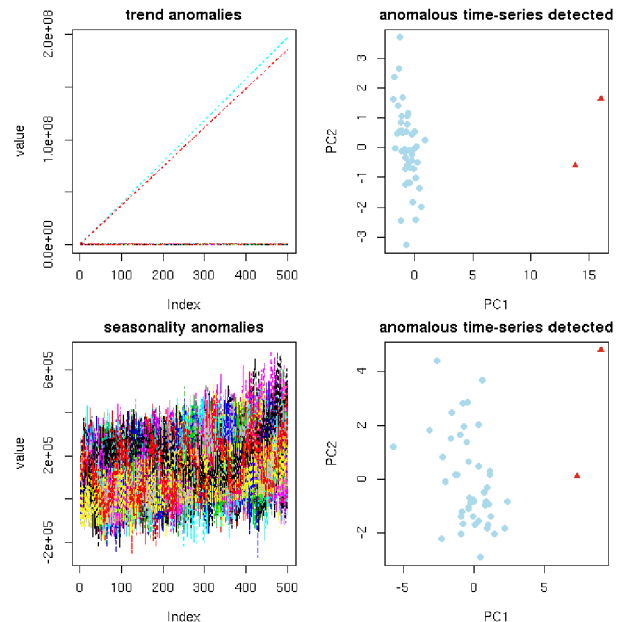 trend anomalies
value
0.0e+00
1.0e+08
2.0e+08
0 100 200 300 400 500
Index
anomalous time-series detected
PC2
-3 -2 -1 0 1 2 3
0 5 10 15
PC1
seasonality anomalies
value
-2e+05
2e+05
6e+05
0 100 200 300 400 500
Index
anomalous time-series detected
PC2
-2 0 2 4
-5 0 5
PC1